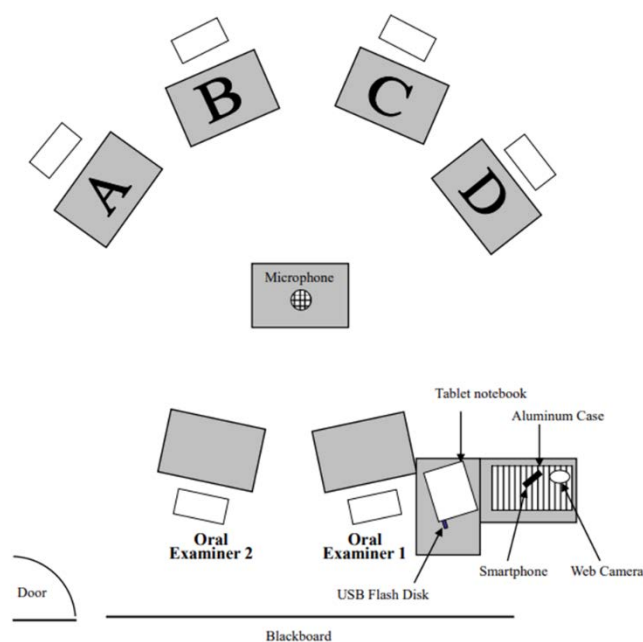 B
C
A
D
Microphone
Tablet notebook
Aluminum Case
Oral
Examiner 2
Oral
Examiner 1
Smartphone
Web Camera
USB Flash Disk
Door
Blackboard